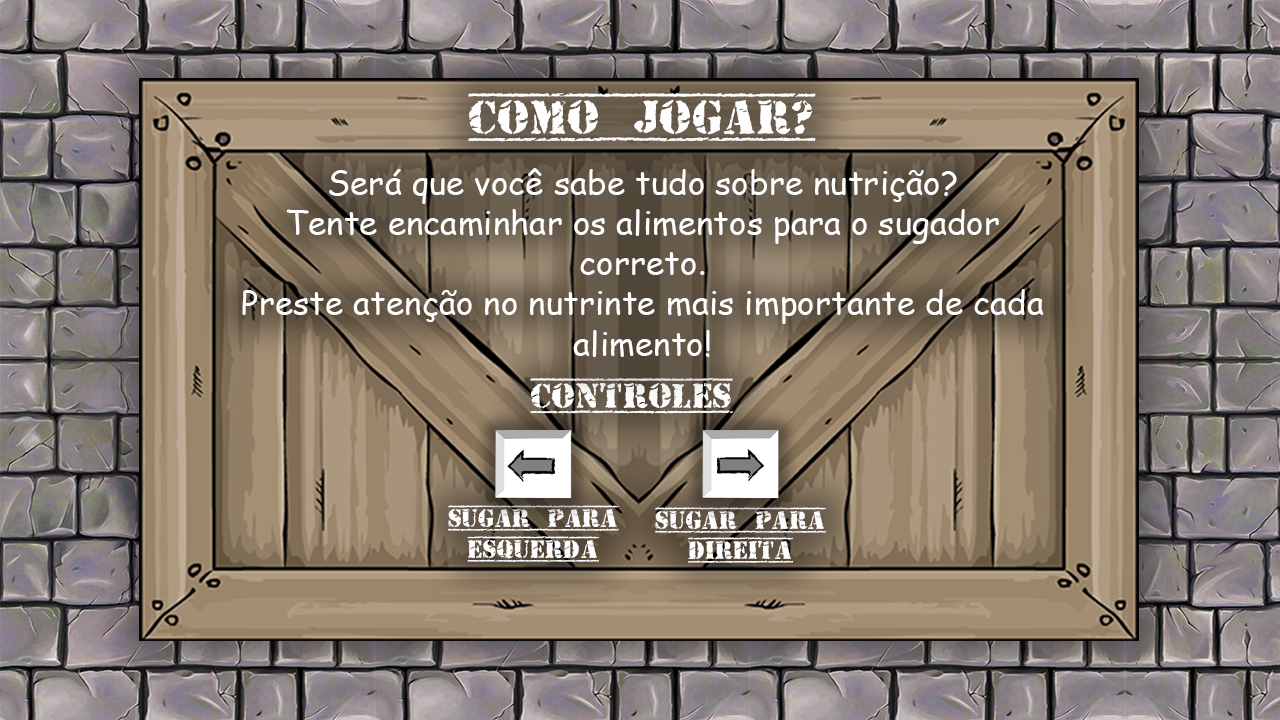 COMO JOGAR?
Será que você sabe tudo sobre nutrição?
Tente encaminhar os alimentos para o sugador
correto.
Preste atenção no nutrinte mais importante de cada
alimento!
CONTROLES
SUGAR PARA
ESQUERDA
SUGAR PARA
DIREITA